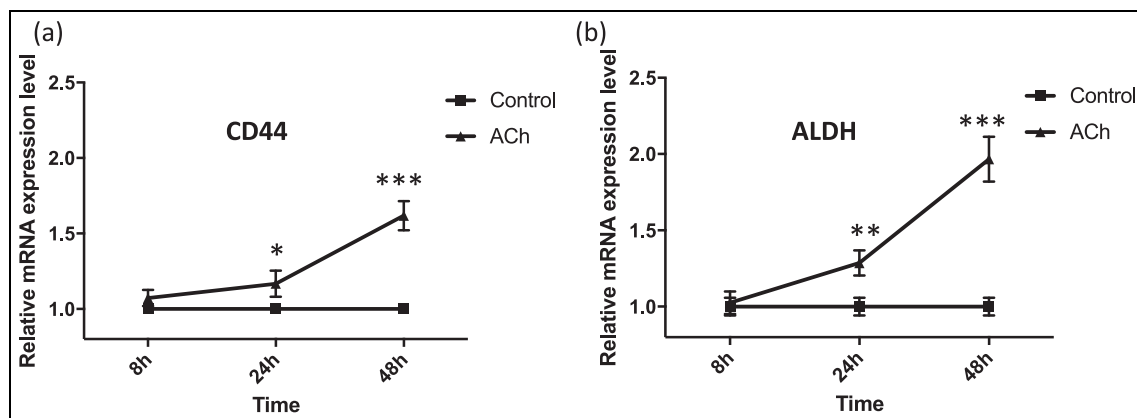 (a)
Relative mRNA expression level
2.5
2.0
1.5
1.0
CD44
Control
ACh
*
***
8h
24h
48h
Time
(b)
Relative mRNA expression level
2.5
2.0
1.5
1.0
ALDH
Control
ACh
**
***
8h
24h
48h
Time